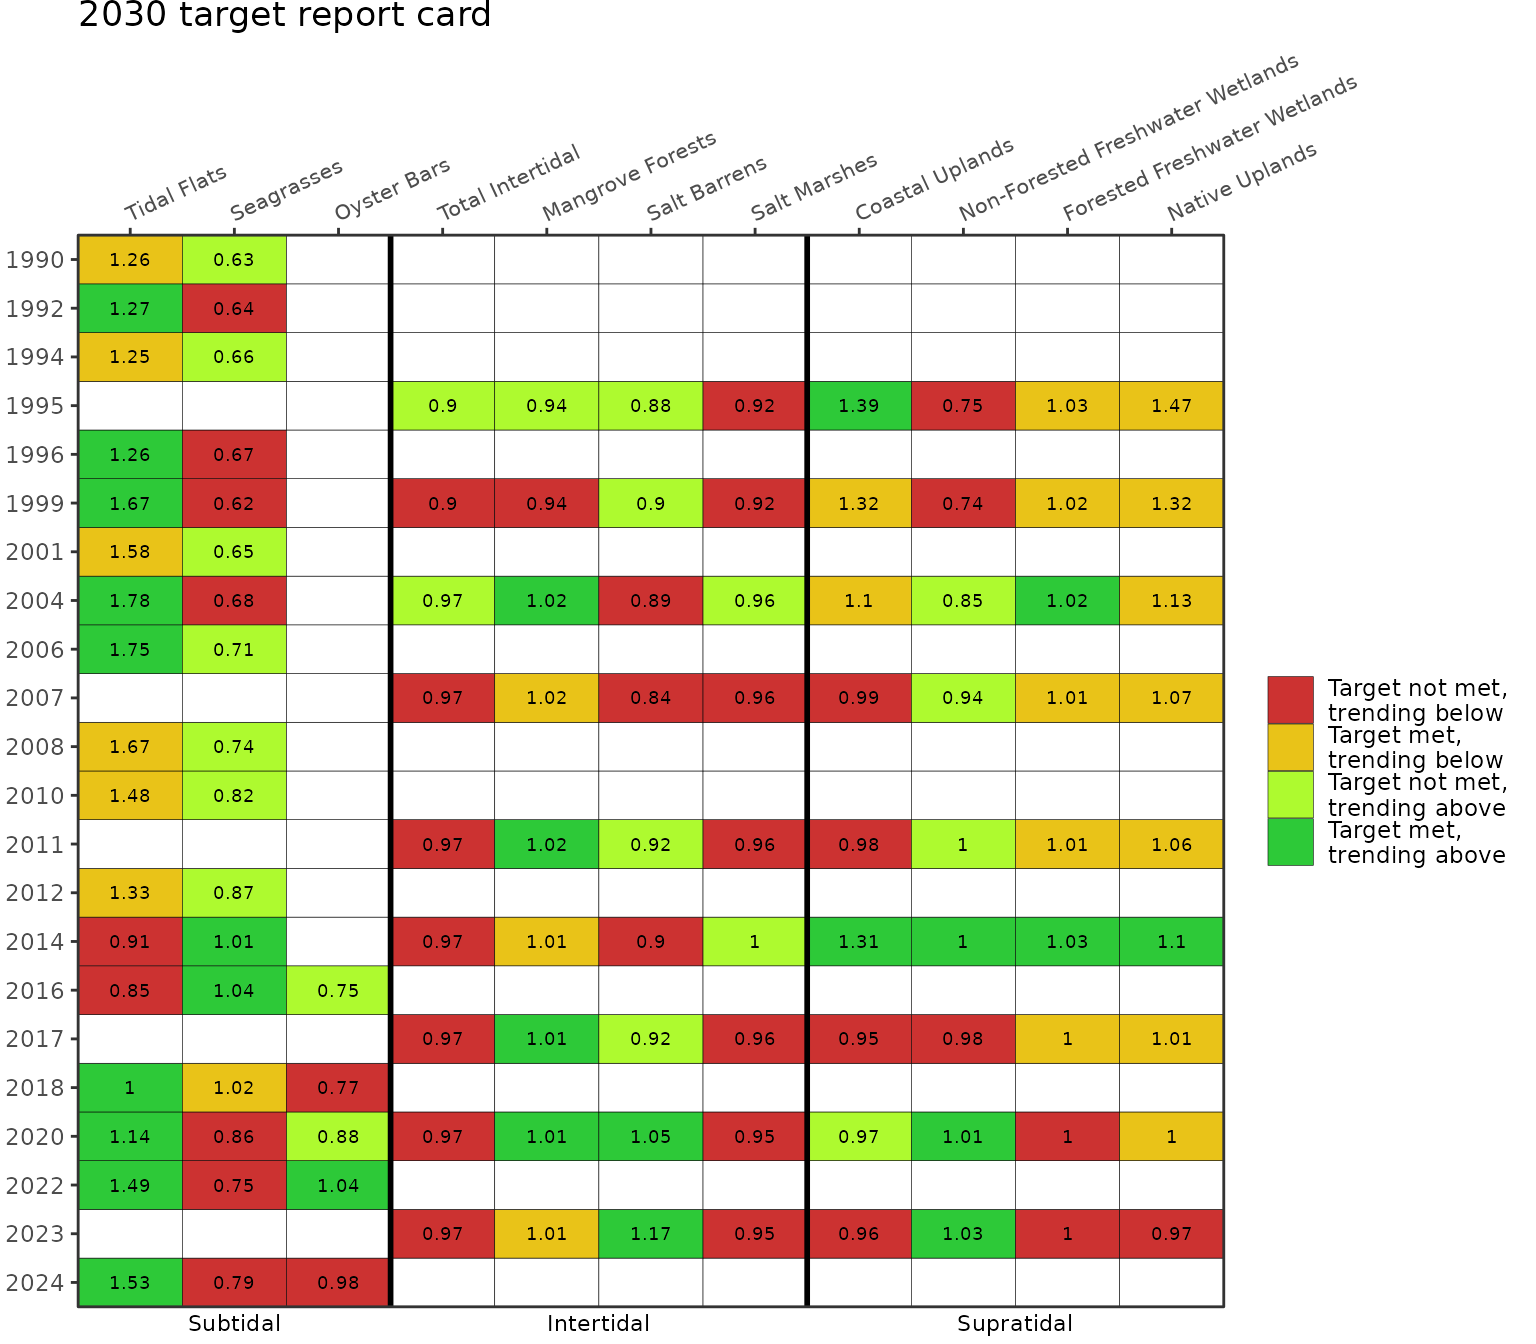 2030 target report card
Tidal Flats
Seagrasses
Oyster Bars
Total Intertidal
Mangrove Forests
Salt Barrens
Salt Marshes
Coastal Uplands
Non-Forested Freshwater Wetlands
Forested Freshwater Wetlands
Native Uplands
1990 1.26 0.63
1992 1.27 0.64
1994 1.25 0.66
1995 0.9 0.94 0.88 0.92 1.39 0.75 1.03 1.47
1996 1.26 0.67
1999 1.67 0.62 0.9 0.94 0.9 0.92 1.32 0.74 1.02 1.32
2001 1.58 0.65
2004 1.78 0.68 0.97 1.02 0.89 0.96 1.1 0.85 1.02 1.13
2006 1.75 0.71
2007 0.97 1.02 0.84 0.96 0.99 0.94 1.01 1.07
2008 1.67 0.74
2010 1.48 0.82
2011 0.97 1.02 0.92 0.96 0.98 1 1.01 1.06
2012 1.33 0.87
2014 0.91 1.01 0.97 1.01 0.9 1 1.31 1 1.03 1.1
2016 0.85 1.04 0.75
2017 0.97 1.01 0.92 0.96 0.95 0.98 1 1.01
2018 1 1.02 0.77
2020 1.14 0.86 0.88 0.97 1.01 1.05 0.95 0.97 1.01 1 1
2022 1.49 0.75 1.04
2023 0.97 1.01 1.17 0.95 0.96 1.03 1 0.97
2024 1.53 0.79 0.98
Subtidal Intertidal Supratidal
Target not met,
trending below
Target met,
trending below
Target not met,
trending above
Target met,
trending above